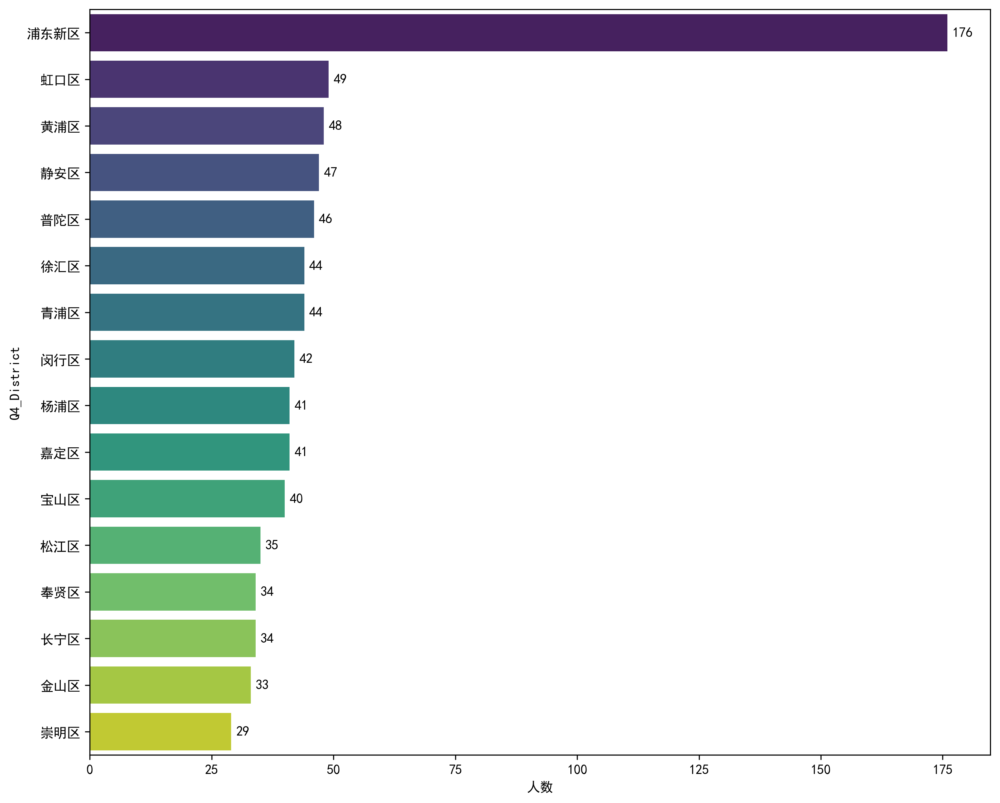 浦东新区 176
虹口区 49
黄浦区 48
静安区 47
普陀区 46
徐汇区 44
青浦区 44
闵行区 42
杨浦区 41
嘉定区 41
宝山区 40
松江区 35
奉贤区 34
长宁区 34
金山区 33
崇明区 29
Q4_District
0 25 50 75 100 125 150 175
人数